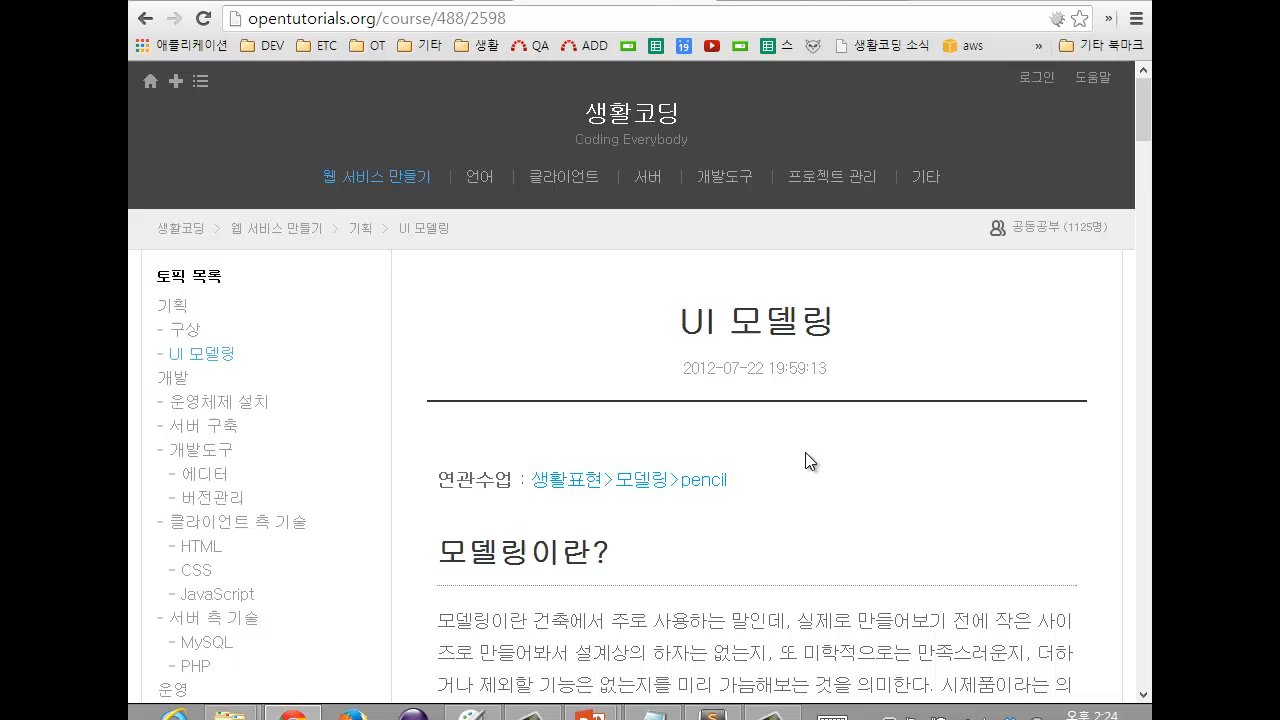 opentutorials.org/course/488/2598
애플리케이션 DEV ETC OT 기타 생활 QA ADD 19 스 생활코딩 소식 aws » 기타 북마크
로그인 도움말
생활코딩
Coding Everybody
웹 서비스 만들기 | 언어 | 클라이언트 | 서버 | 개발도구 | 프로젝트 관리 | 기타
생활코딩 > 웹 서비스 만들기 > 기획 > UI 모델링
공동공부 (1125명)
토픽 목록
기획
- 구상
- UI 모델링
개발
- 운영체제 설치
- 서버 구축
- 개발도구
- 에디터
- 버전관리
- 클라이언트 측 기술
- HTML
- CSS
- JavaScript
- 서버 측 기술
- MySQL
- PHP
운영
UI 모델링
2012-07-22 19:59:13
연관수업 : 생활표현>모델링>pencil
모델링이란?
모델링이란 건축에서 주로 사용하는 말인데, 실제로 만들어보기 전에 작은 사이
즈로 만들어봐서 설계상의 하자는 없는지, 또 미학적으로는 만족스러운지, 더하
거나 제외할 기능은 없는지를 미리 가늠해보는 것을 의미한다. 시제품이라는 의
오후 2:24